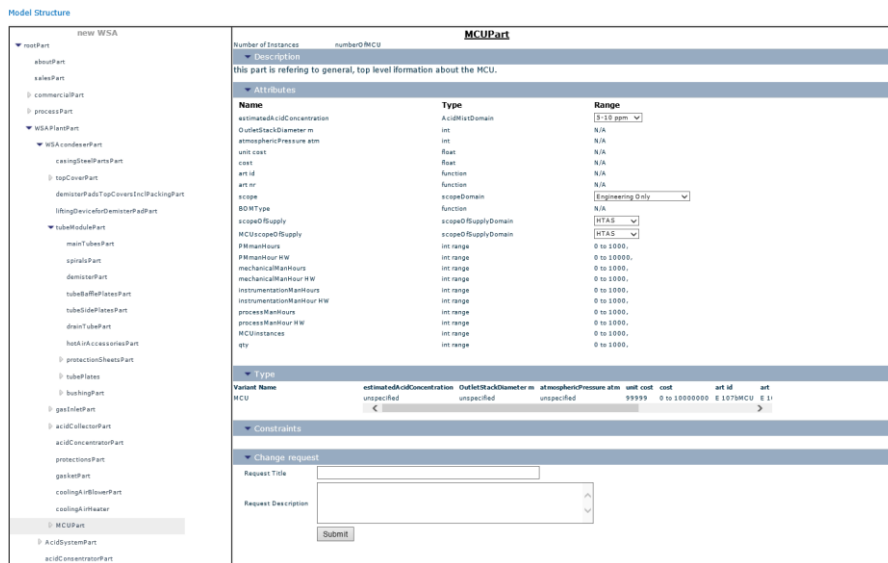 Model Structure
new WSA
rootPart
aboutPart
salesPart
commercialPart
processPart
WSAPlantPart
WSAcondeserPart
casingSteelPartsPart
topCoverPart
demisterPadsTopCoversInclPackingPart
liftingDeviceforDemisterPadPart
tubeModulePart
mainTubesPart
spiralsPart
demisterPart
tubeBafflePlatesPart
tubeSidePlatesPart
drainTubePart
hotAirAccessoriesPart
protectionSheetsPart
tubePlates
bushingPart
gasInletPart
acidCollectorPart
acidConcentratorPart
protectionsPart
gasketPart
coolingAirBlowerPart
coolingAirHeater
MCUPart
AcidSystemPart
acidConsentratorPart
MCUPart
Number of Instances numberOfMCU
Description
this part is refering to general, top level iformation about the MCU.
Attributes
Name Type Range
estimatedAcidConcentration AcidMistDomain 5-10 ppm
OutletStackDiameter m int N/A
atmosphericPressure atm int N/A
unit cost float N/A
cost float N/A
art id function N/A
art nr function N/A
scope scopeDomain Engineering Only
BOMType function N/A
scopeOfSupply scopeOfSupplyDomain HTAS
MCUscopeOfSupply scopeOfSupplyDomain HTAS
PMmanHours int range 0 to 1000,
PMmanHour HW int range 0 to 10000,
mechanicalManHours int range 0 to 1000,
mechanicalManHour HW int range 0 to 1000,
instrumentationManHours int range 0 to 1000,
instrumentationManHour HW int range 0 to 1000,
processManHours int range 0 to 1000,
processManHour HW int range 0 to 1000,
MCUinstances int range 0 to 1000,
qty int range 0 to 1000,
Type
Variant Name estimatedAcidConcentration OutletStackDiameter m atmosphericPressure atm unit cost cost art id art
MCU unspecified unspecified unspecified 99999 0 to 10000000 E 107bMCU E 1
Constraints
Change request
Request Title
Request Description
Submit